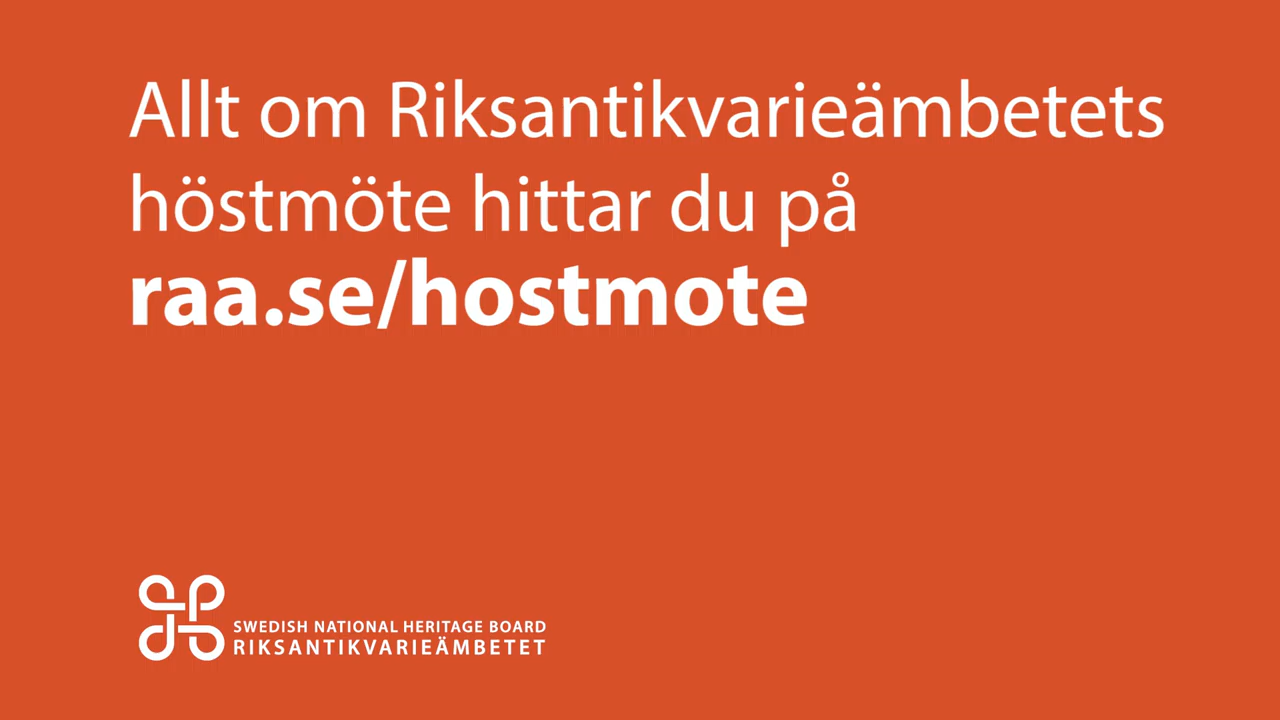 Allt om Riksantikvarieämbetets
höstmöte hittar du på
raa.se/hostmote
SWEDISH NATIONAL HERITAGE BOARD
RIKSANTIKVARIEÄMBETET